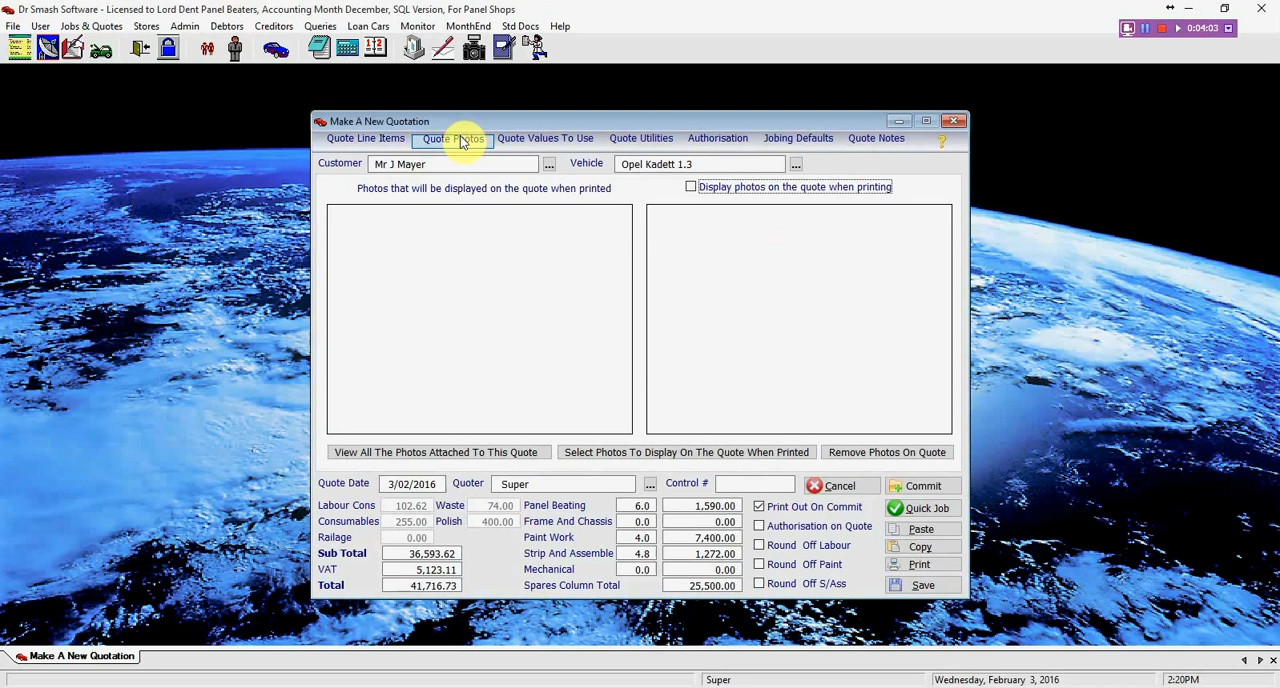 Dr Smash Software - Licensed to Lord Dent Panel Beaters, Accounting Month December, SQL Version, For Panel Shops
File User Jobs & Quotes Stores Admin Debtors Creditors Queries Loan Cars Monitor MonthEnd Std Docs Help
0:04:03
Make A New Quotation
Quote Line Items Quote Photos Quote Values To Use Quote Utilities Authorisation Jobing Defaults Quote Notes
Customer Mr J Mayer ... Vehicle Opel Kadett 1.3 ...
Photos that will be displayed on the quote when printed Display photos on the quote when printing
View All The Photos Attached To This Quote Select Photos To Display On The Quote When Printed Remove Photos On Quote
Quote Date 3/02/2016 Quoter Super ... Control # Cancel Commit
Labour Cons 102.62 Waste 74.00 Panel Beating 6.0 1,590.00 Print Out On Commit Quick Job
Consumables 255.00 Polish 400.00 Frame And Chassis 0.0 0.00 Authorisation on Quote Paste
Railage 0.00 Paint Work 4.0 7,400.00 Round Off Labour Copy
Sub Total 36,593.62 Strip And Assemble 4.8 1,272.00 Round Off Paint Print
VAT 5,123.11 Mechanical 0.0 0.00
Total 41,716.73 Spares Column Total 25,500.00 Round Off S/Ass Save
Make A New Quotation
Super Wednesday, February 3, 2016 2:20PM